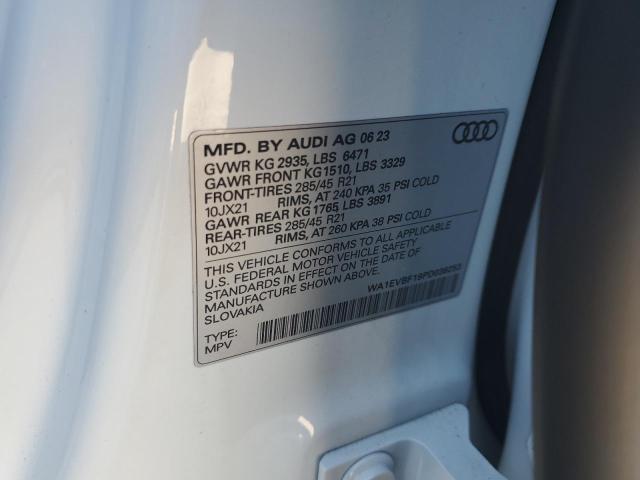 MFD. BY AUDI AG 06 23
GVWR KG 2935, LBS 6471
GAWR FRONT KG1510, LBS 3329
FRONT-TIRES 285/45 R21
10JX21 RIMS, AT 240 KPA 35 PSI COLD
GAWR REAR KG 1765, LBS 3891
REAR-TIRES 285/45 R21
10JX21 RIMS, AT 260 KPA 38 PSI COLD
THIS VEHICLE CONFORMS TO ALL APPLICABLE
U.S. FEDERAL MOTOR VEHICLE SAFETY
STANDARDS IN EFFECT ON THE DATE OF
MANUFACTURE SHOWN ABOVE.
SLOVAKIA
TYPE:
MPV